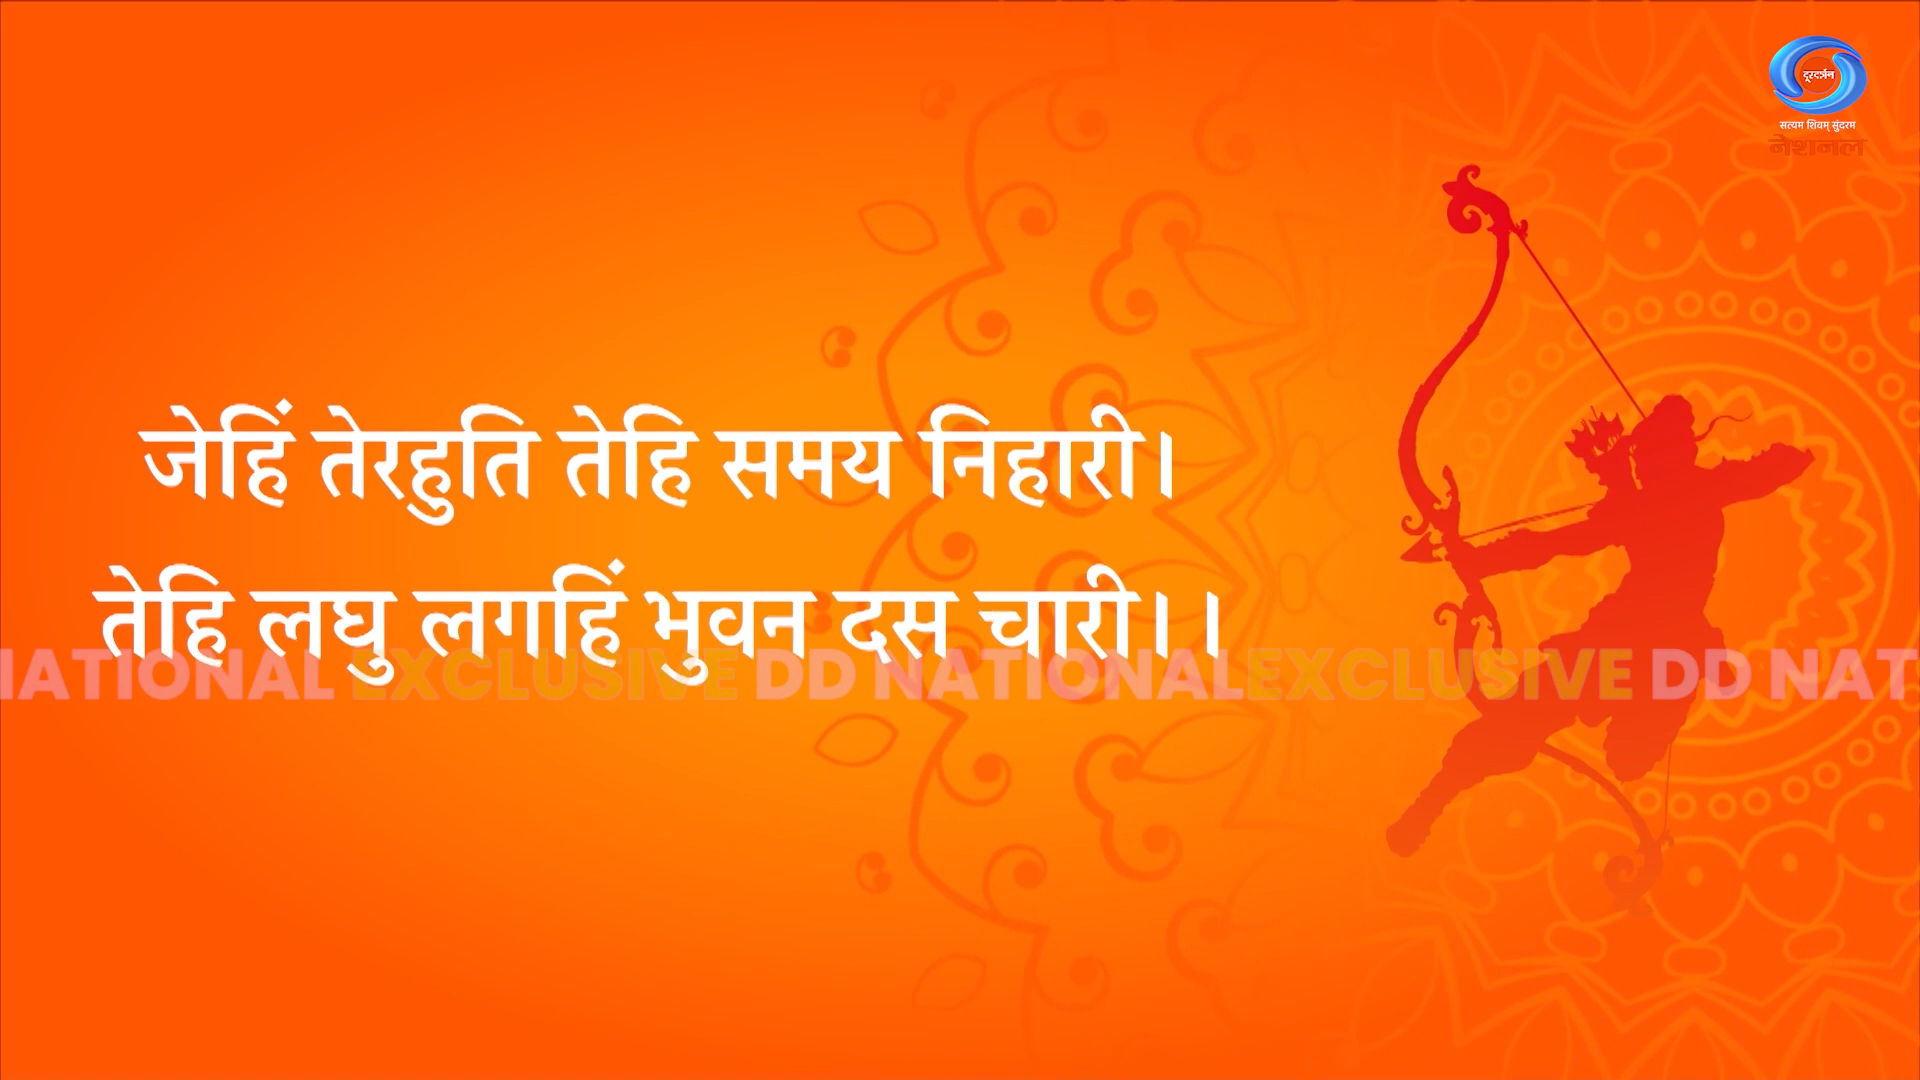 दूरदर्शन
सत्यम शिवम् सुंदरम
नेशनल
जेहिं तेरहुति तेहि समय निहारी।
तेहि लघु लगहिं भुवन दस चारी।।
NATIONAL EXCLUSIVE DD NATIONAL EXCLUSIVE DD NAT